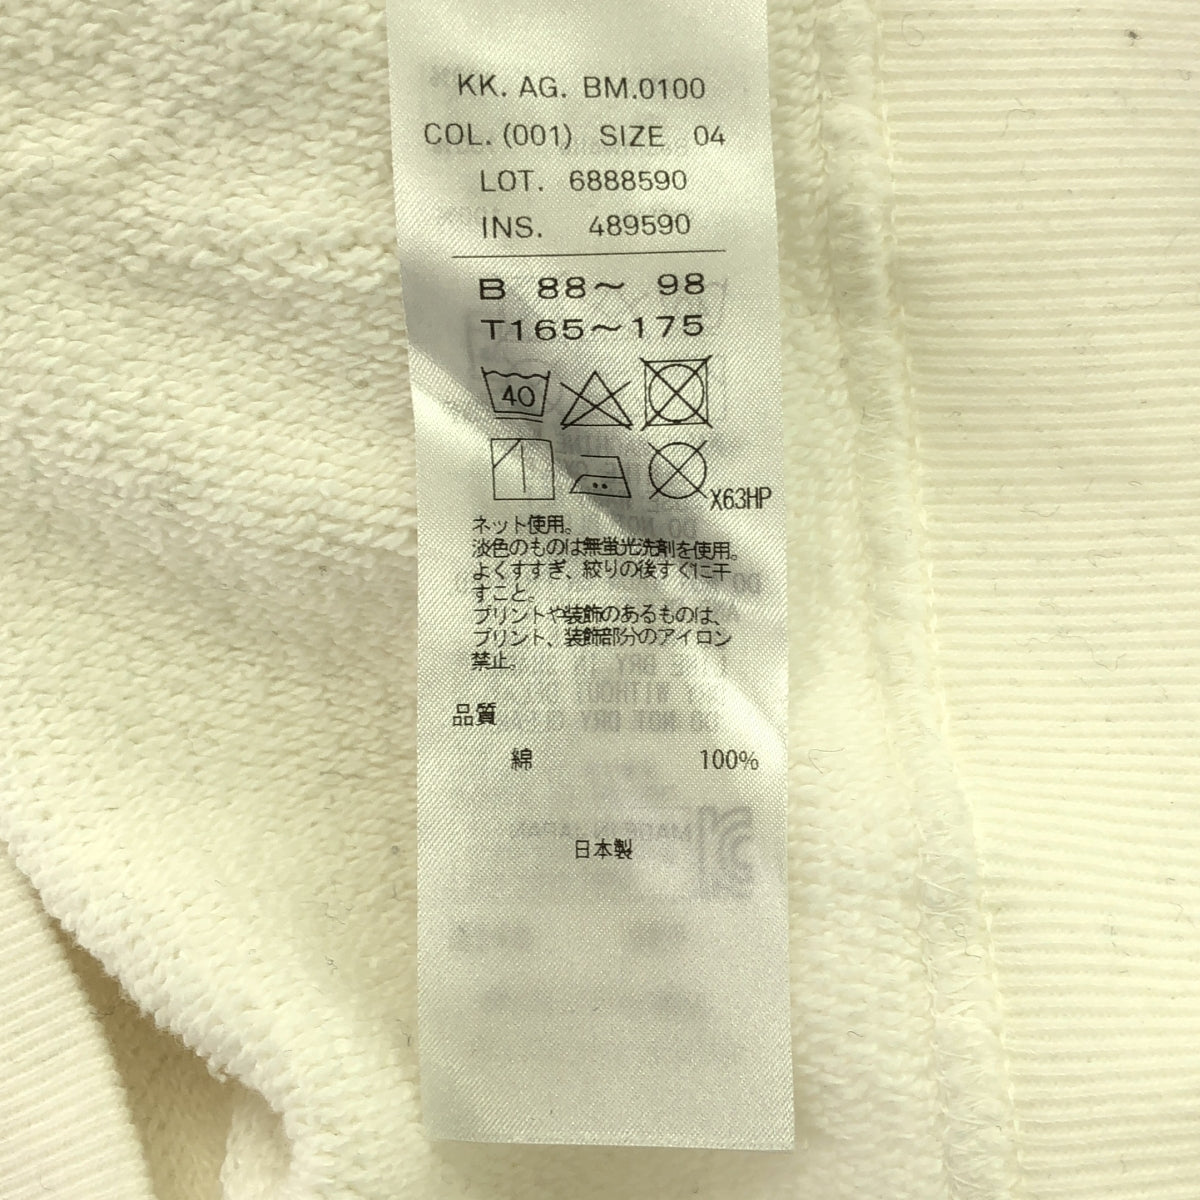 KK. AG. BM.0100
COL. (001) SIZE 04
LOT. 6888590
INS. 489590
B 88〜 98
T165〜175
40
X63HP
ネット使用。
淡色のものは無蛍光洗剤を使用。
よくすすぎ、絞りの後すぐに干
すこと。
プリントや装飾のあるものは、
プリント、装飾部分のアイロン
禁止。
品質
綿 100%
日本製